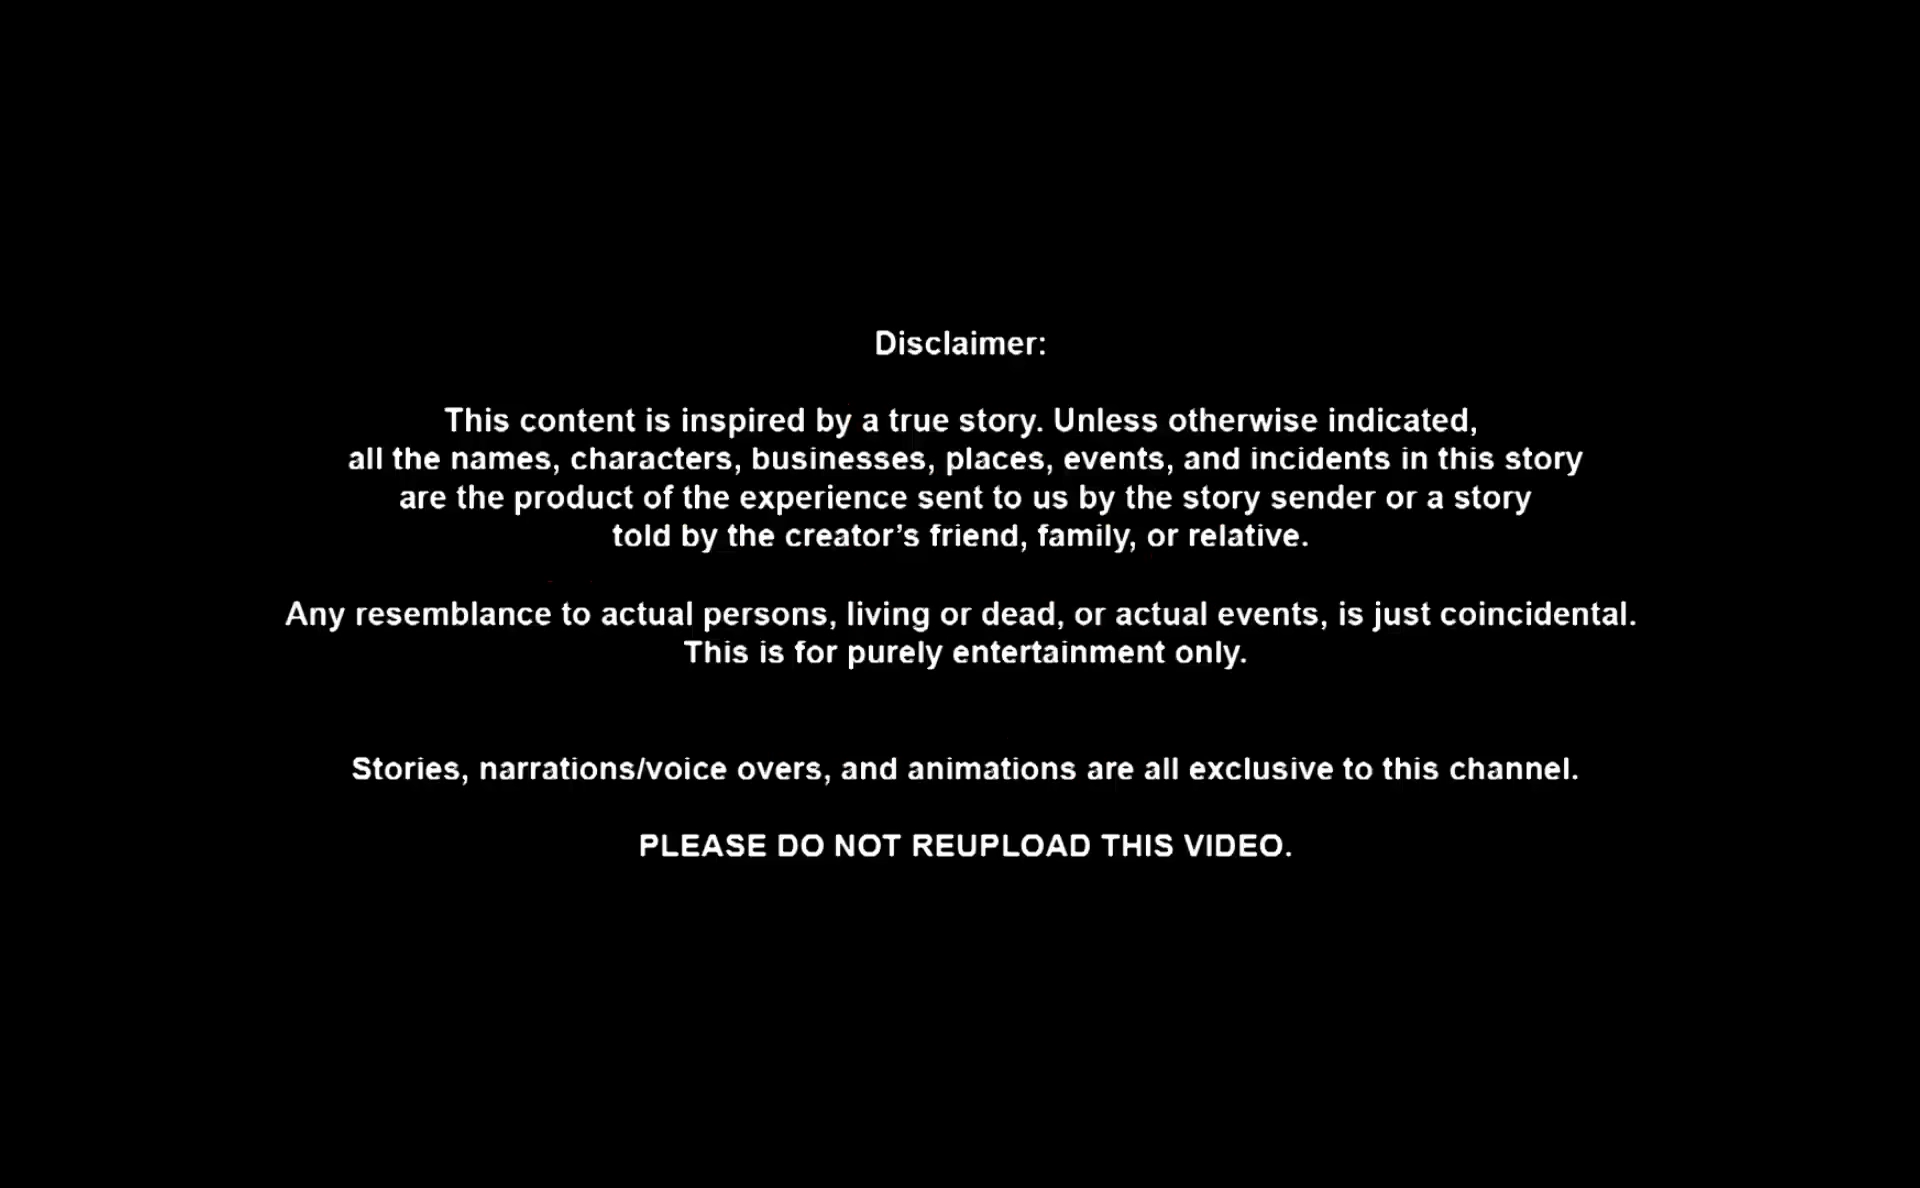 Disclaimer:
This content is inspired by a true story. Unless otherwise indicated,
all the names, characters, businesses, places, events, and incidents in this story
are the product of the experience sent to us by the story sender or a story
told by the creator’s friend, family, or relative.
Any resemblance to actual persons, living or dead, or actual events, is just coincidental.
This is for purely entertainment only.
Stories, narrations/voice overs, and animations are all exclusive to this channel.
PLEASE DO NOT REUPLOAD THIS VIDEO.